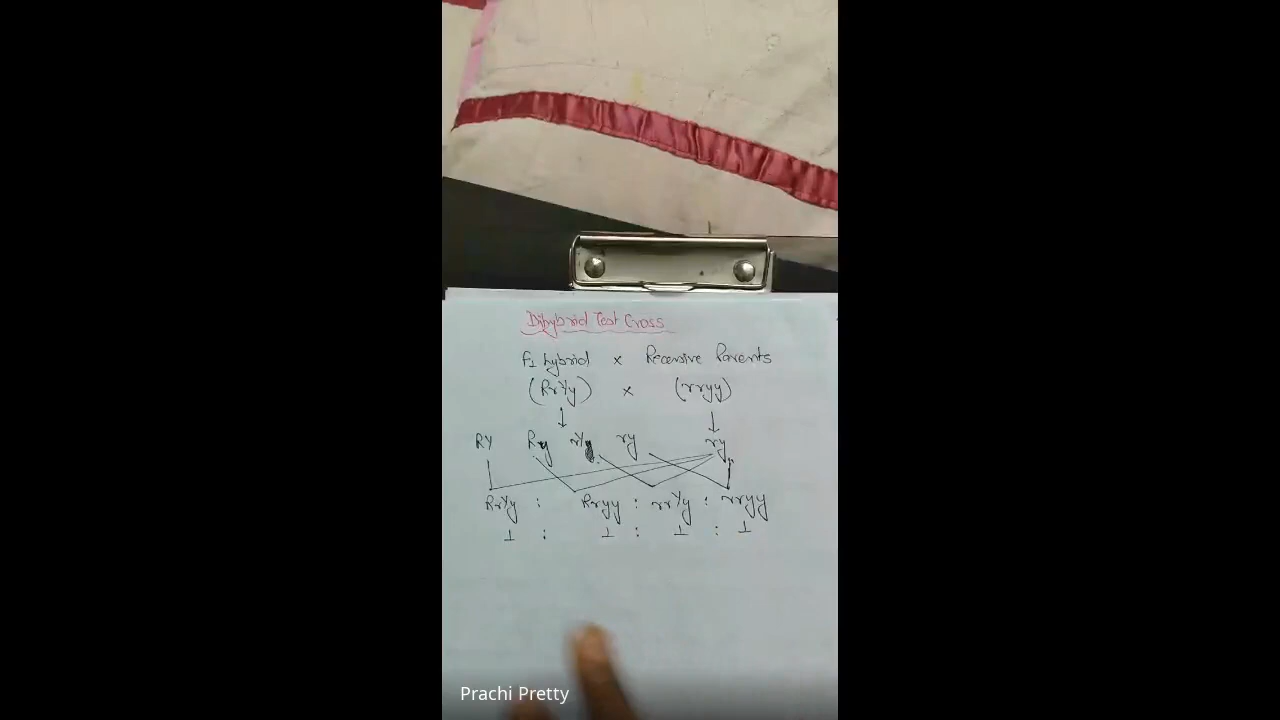 Dihybrid Test Cross
F1 hybrid x Recessive Parents
(RrYy) x (rryy)
RY Ry rY ry ry
RrYy : Rryy : rrYy : rryy
1 : 1 : 1 : 1
Prachi Pretty